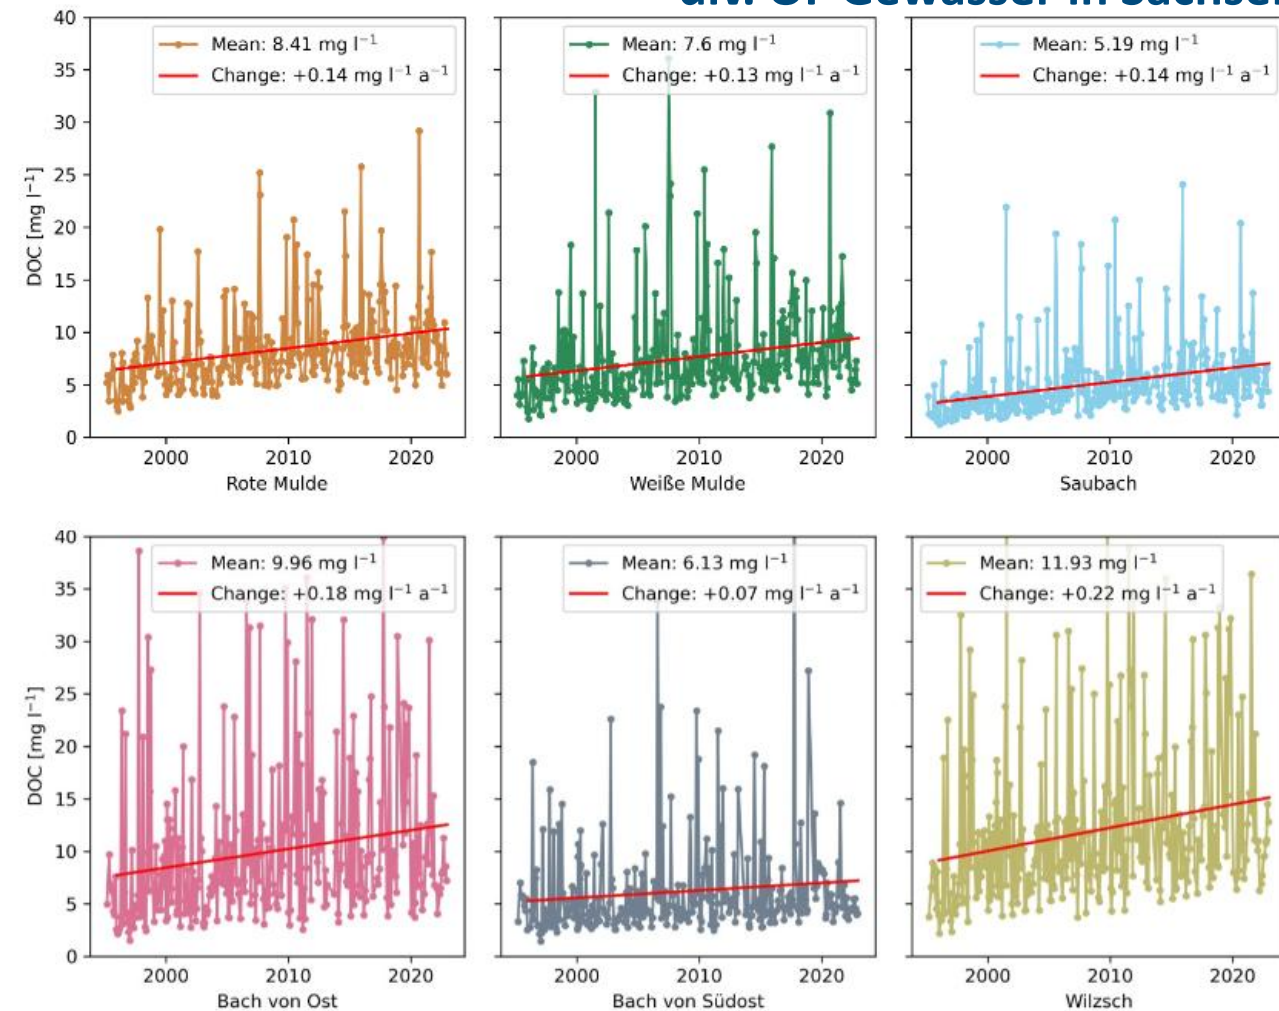 Mean: 8.41 mg l⁻¹
Change: +0.14 mg l⁻¹ a⁻¹
40
35
30
25
20
15
10
5
0
DOC [mg l⁻¹]
2000 2010 2020
Rote Mulde
Mean: 7.6 mg l⁻¹
Change: +0.13 mg l⁻¹ a⁻¹
2000 2010 2020
Weiße Mulde
Mean: 5.19 mg l⁻¹
Change: +0.14 mg l⁻¹ a⁻¹
2000 2010 2020
Saubach
Mean: 9.96 mg l⁻¹
Change: +0.18 mg l⁻¹ a⁻¹
40
35
30
25
20
15
10
5
0
DOC [mg l⁻¹]
2000 2010 2020
Bach von Ost
Mean: 6.13 mg l⁻¹
Change: +0.07 mg l⁻¹ a⁻¹
2000 2010 2020
Bach von Südost
Mean: 11.93 mg l⁻¹
Change: +0.22 mg l⁻¹ a⁻¹
2000 2010 2020
Wilzsch